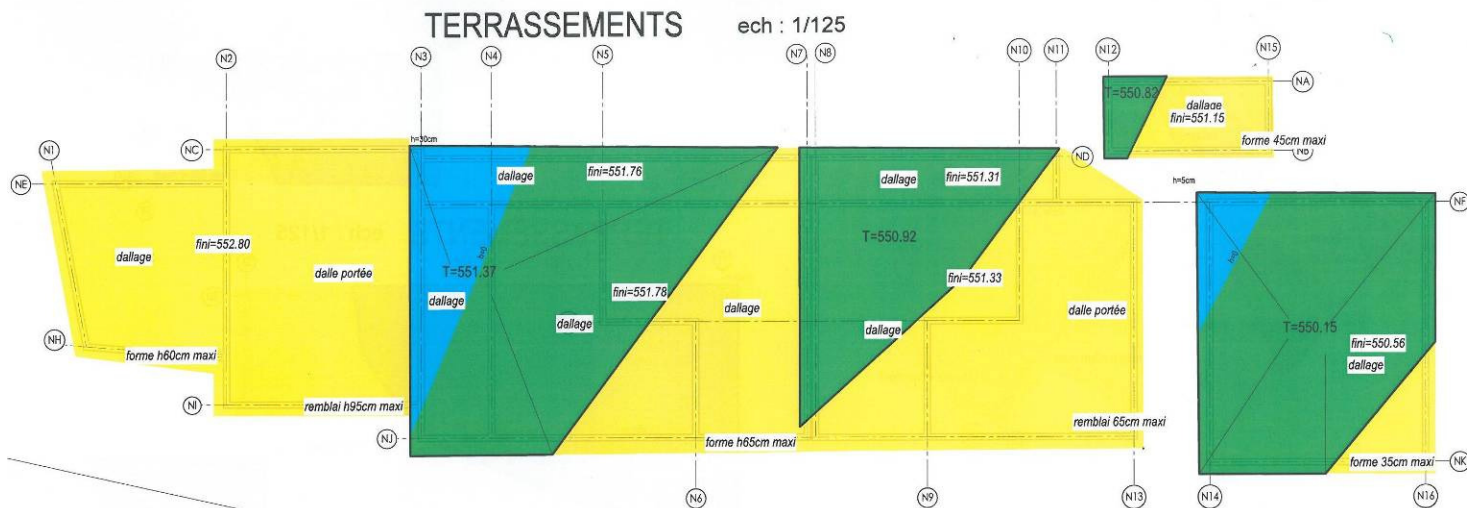 TERRASSEMENTS ech : 1/125
N1
N2
N3
N4
N5
N7
N8
N10
N11
N12
N15
NA
T=550.82
dallage
fini=551.15
forme 45cm maxi
NB
NC
h=30cm
ND
NE
dallage
fini=551.76
dallage
fini=551.31
h=5cm
NF
fini=552.80
dallage
dalle portée
T=551.37
h=0
dallage
fini=551.78
dallage
dallage
T=550.92
fini=551.33
dallage
dalle portée
h=0
T=550.15
fini=550.56
dallage
NH
forme h60cm maxi
NI
remblai h95cm maxi
NJ
forme h65cm maxi
remblai 65cm maxi
forme 35cm maxi
NK
N6
N9
N13
N14
N16